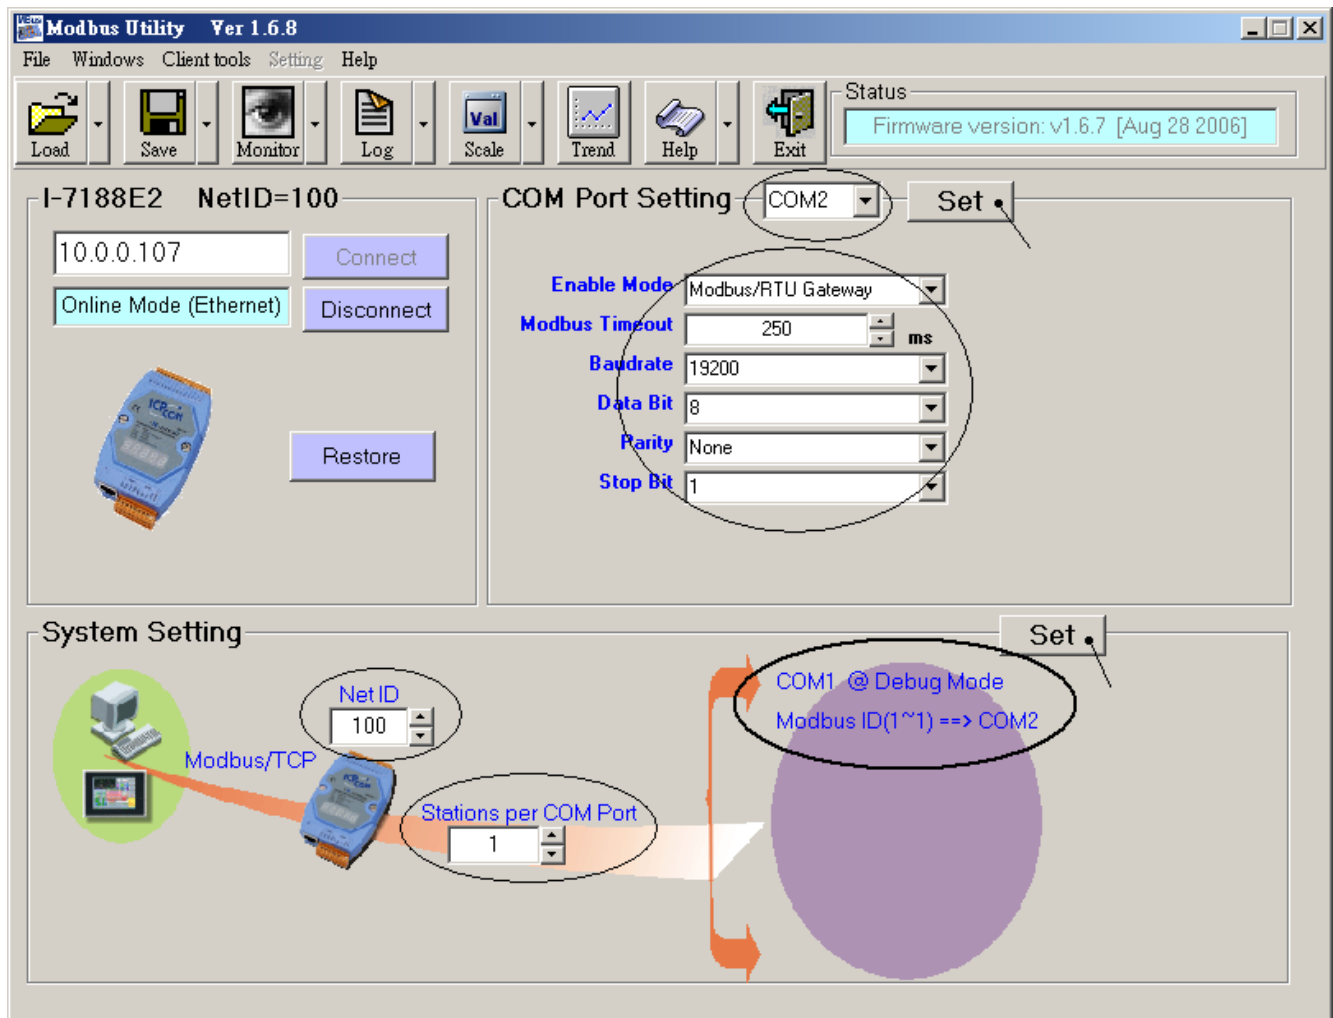 Modbus Utility Ver 1.6.8
File Windows Client tools Setting Help
Load Save Monitor Log Val Scale Trend Help Exit
Status
Firmware version: v1.6.7 [Aug 28 2006]
I-7188E2 NetID=100
10.0.0.107
Connect
Online Mode (Ethernet)
Disconnect
Restore
COM Port Setting COM2 Set
Enable Mode Modbus/RTU Gateway
Modbus Timeout 250 ms
Baudrate 19200
Data Bit 8
Parity None
Stop Bit 1
System Setting
Set
Net ID
100
Modbus/TCP
Stations per COM Port
1
COM1 @ Debug Mode
Modbus ID(1~1) ==> COM2